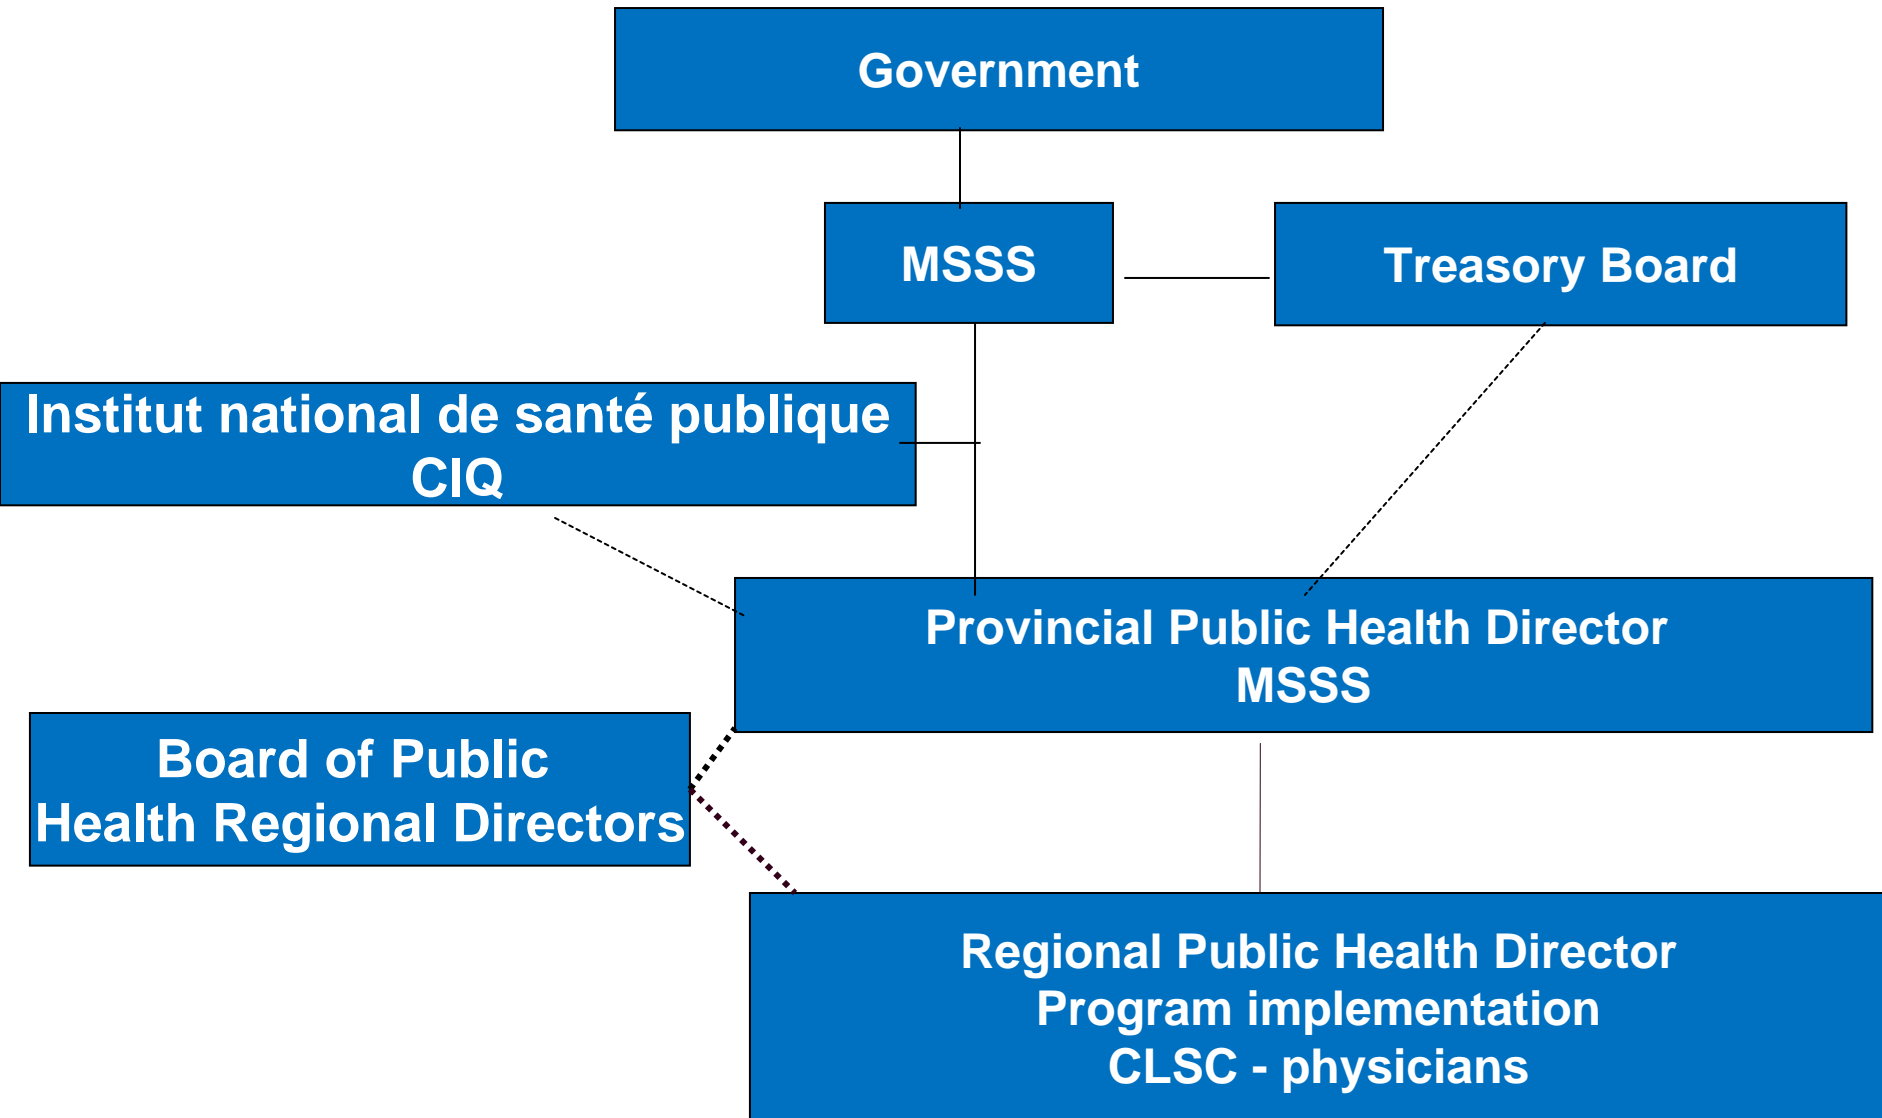 Government
MSSS
Treasury Board
Institut national de santé publique
CIQ
Provincial Public Health Director
MSSS
Board of Public
Health Regional Directors
Regional Public Health Director
Program implementation
CLSC - physicians